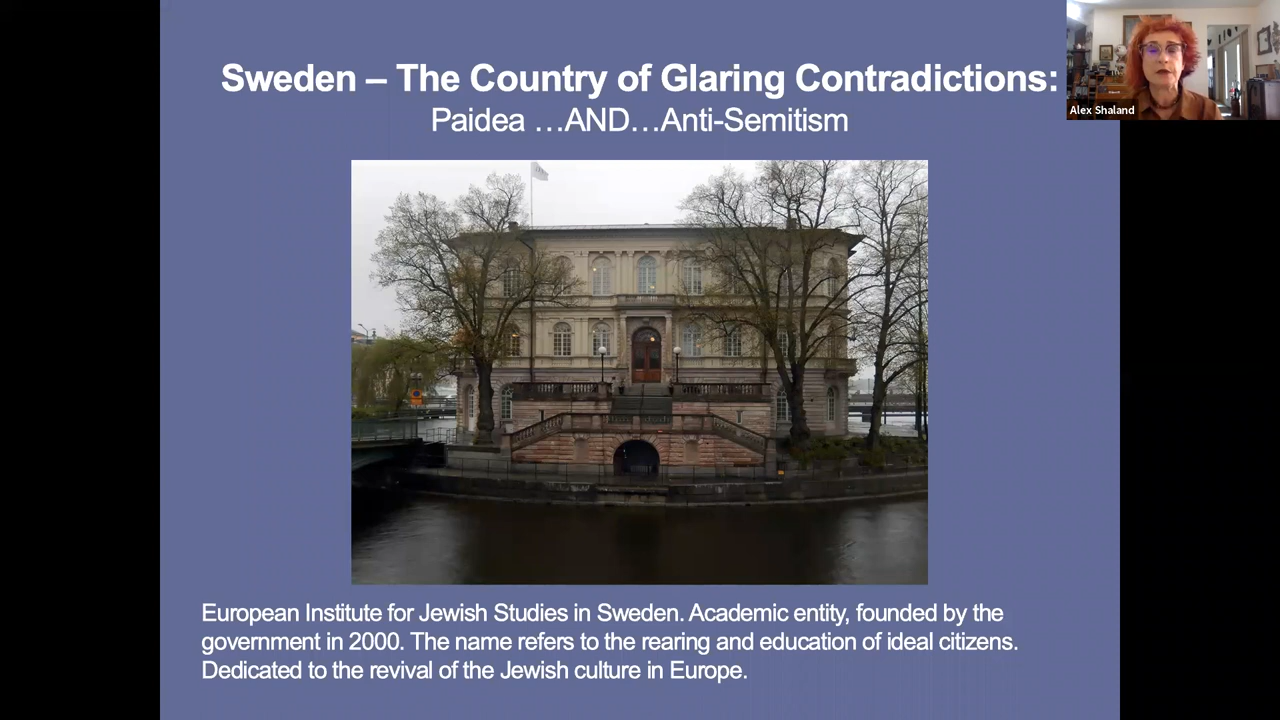 Sweden – The Country of Glaring Contradictions:
Paidea …AND…Anti-Semitism
Alex Shaland
European Institute for Jewish Studies in Sweden. Academic entity, founded by the
government in 2000. The name refers to the rearing and education of ideal citizens.
Dedicated to the revival of the Jewish culture in Europe.